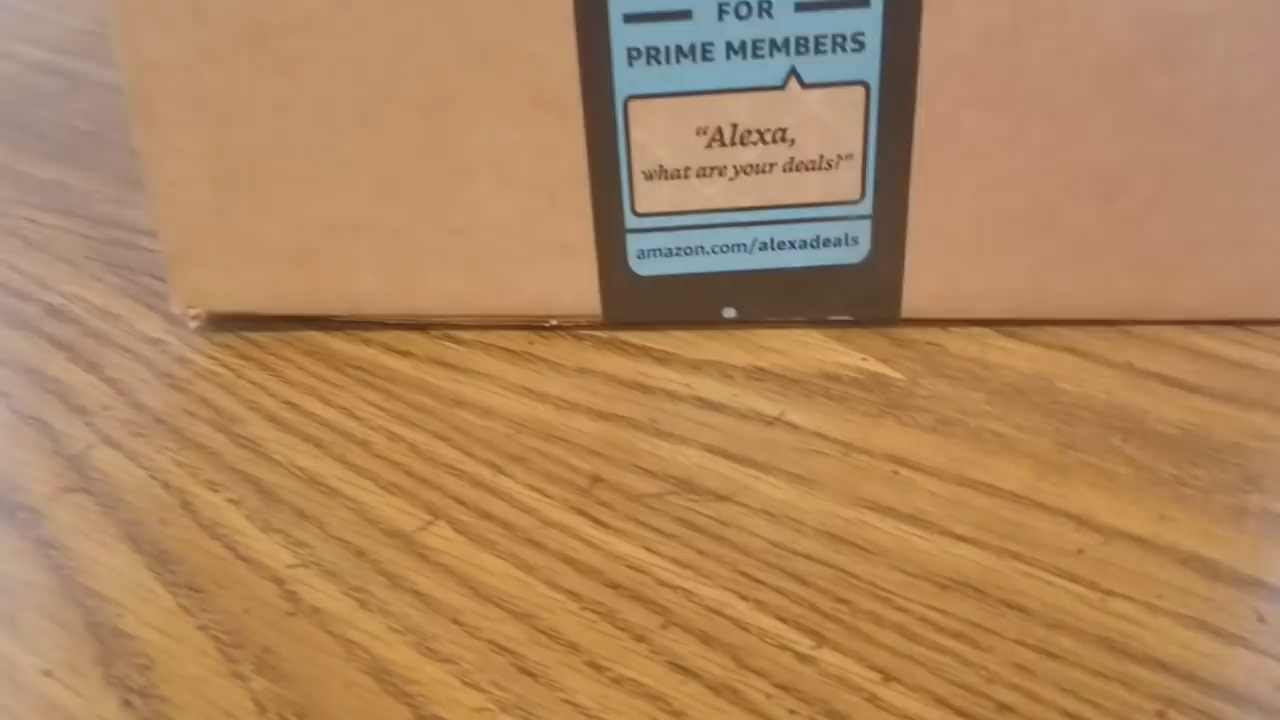 FOR
PRIME MEMBERS
“Alexa,
what are your deals?”
amazon.com/alexadeals